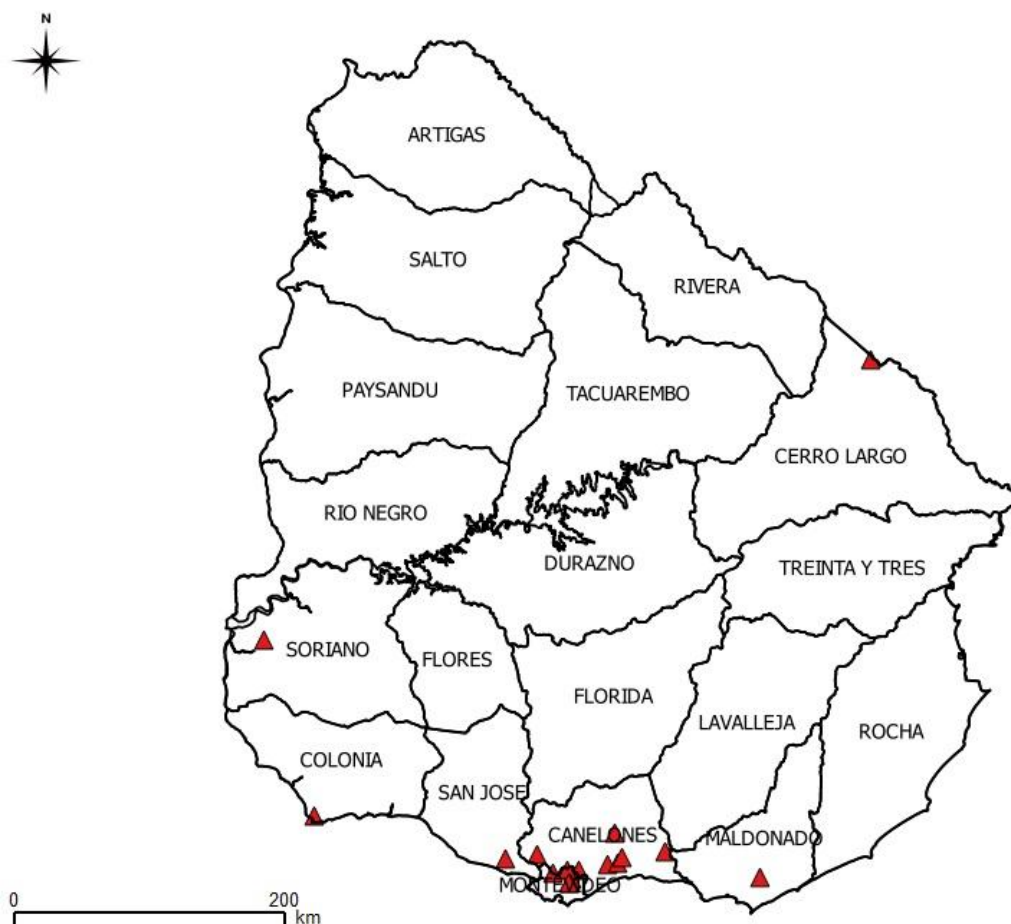 N
ARTIGAS
SALTO
RIVERA
PAYSANDU
TACUAREMBO
CERRO LARGO
RIO NEGRO
DURAZNO
TREINTA Y TRES
SORIANO
FLORES
FLORIDA
LAVALLEJA
ROCHA
COLONIA
SAN JOSE
CANELONES
MALDONADO
MONTEVIDEO
0 200
km